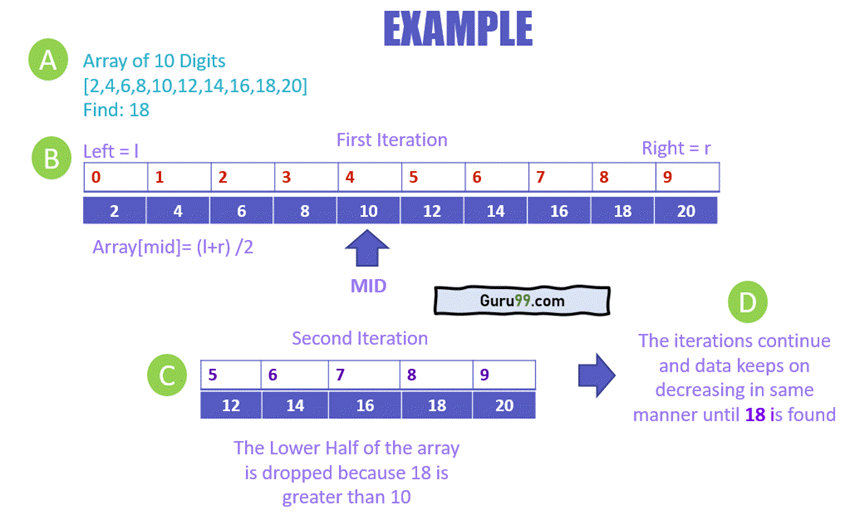 EXAMPLE
A
Array of 10 Digits
[2,4,6,8,10,12,14,16,18,20]
Find: 18
B
Left = l
First Iteration
Right = r
0 1 2 3 4 5 6 7 8 9
2 4 6 8 10 12 14 16 18 20
Array[mid]= (l+r) /2
MID
Guru99.com
C
Second Iteration
5 6 7 8 9
12 14 16 18 20
The Lower Half of the array
is dropped because 18 is
greater than 10
D
The iterations continue
and data keeps on
decreasing in same
manner until 18 is found